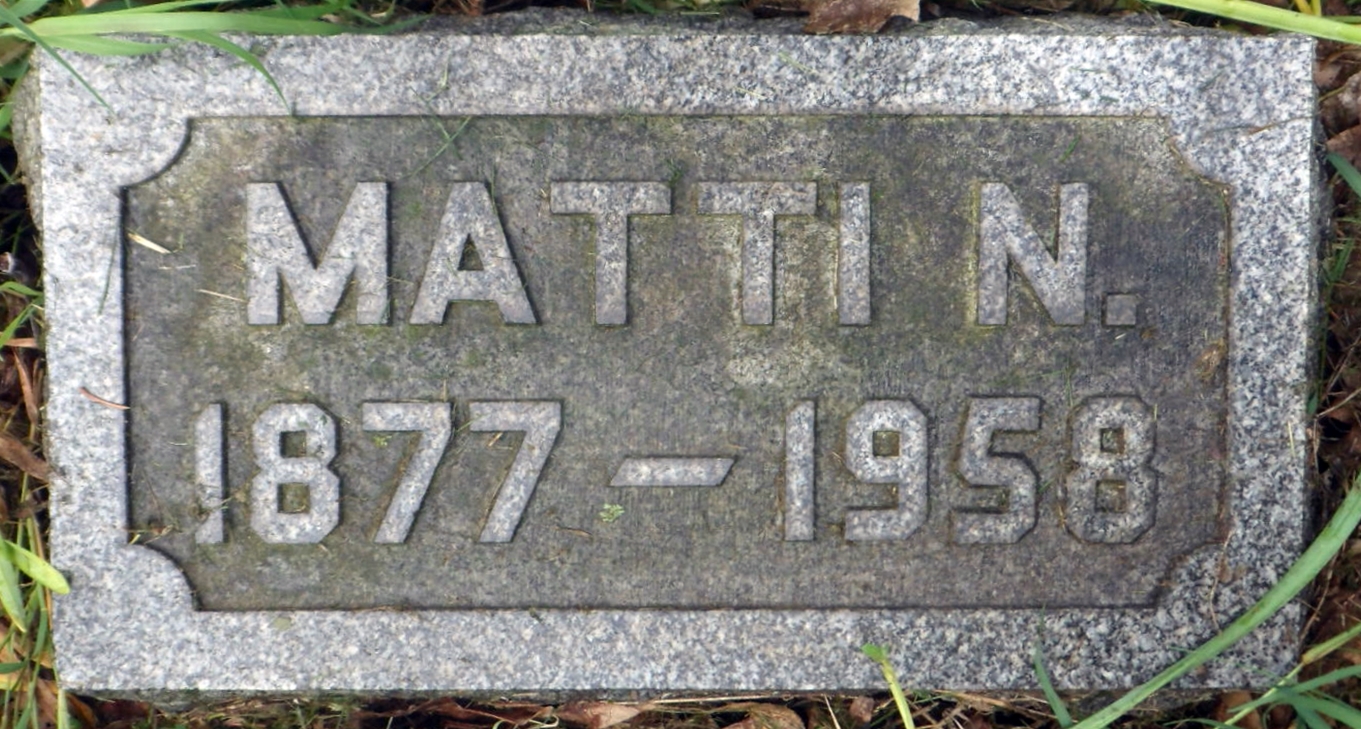 MATTI N.
1877 – 1958